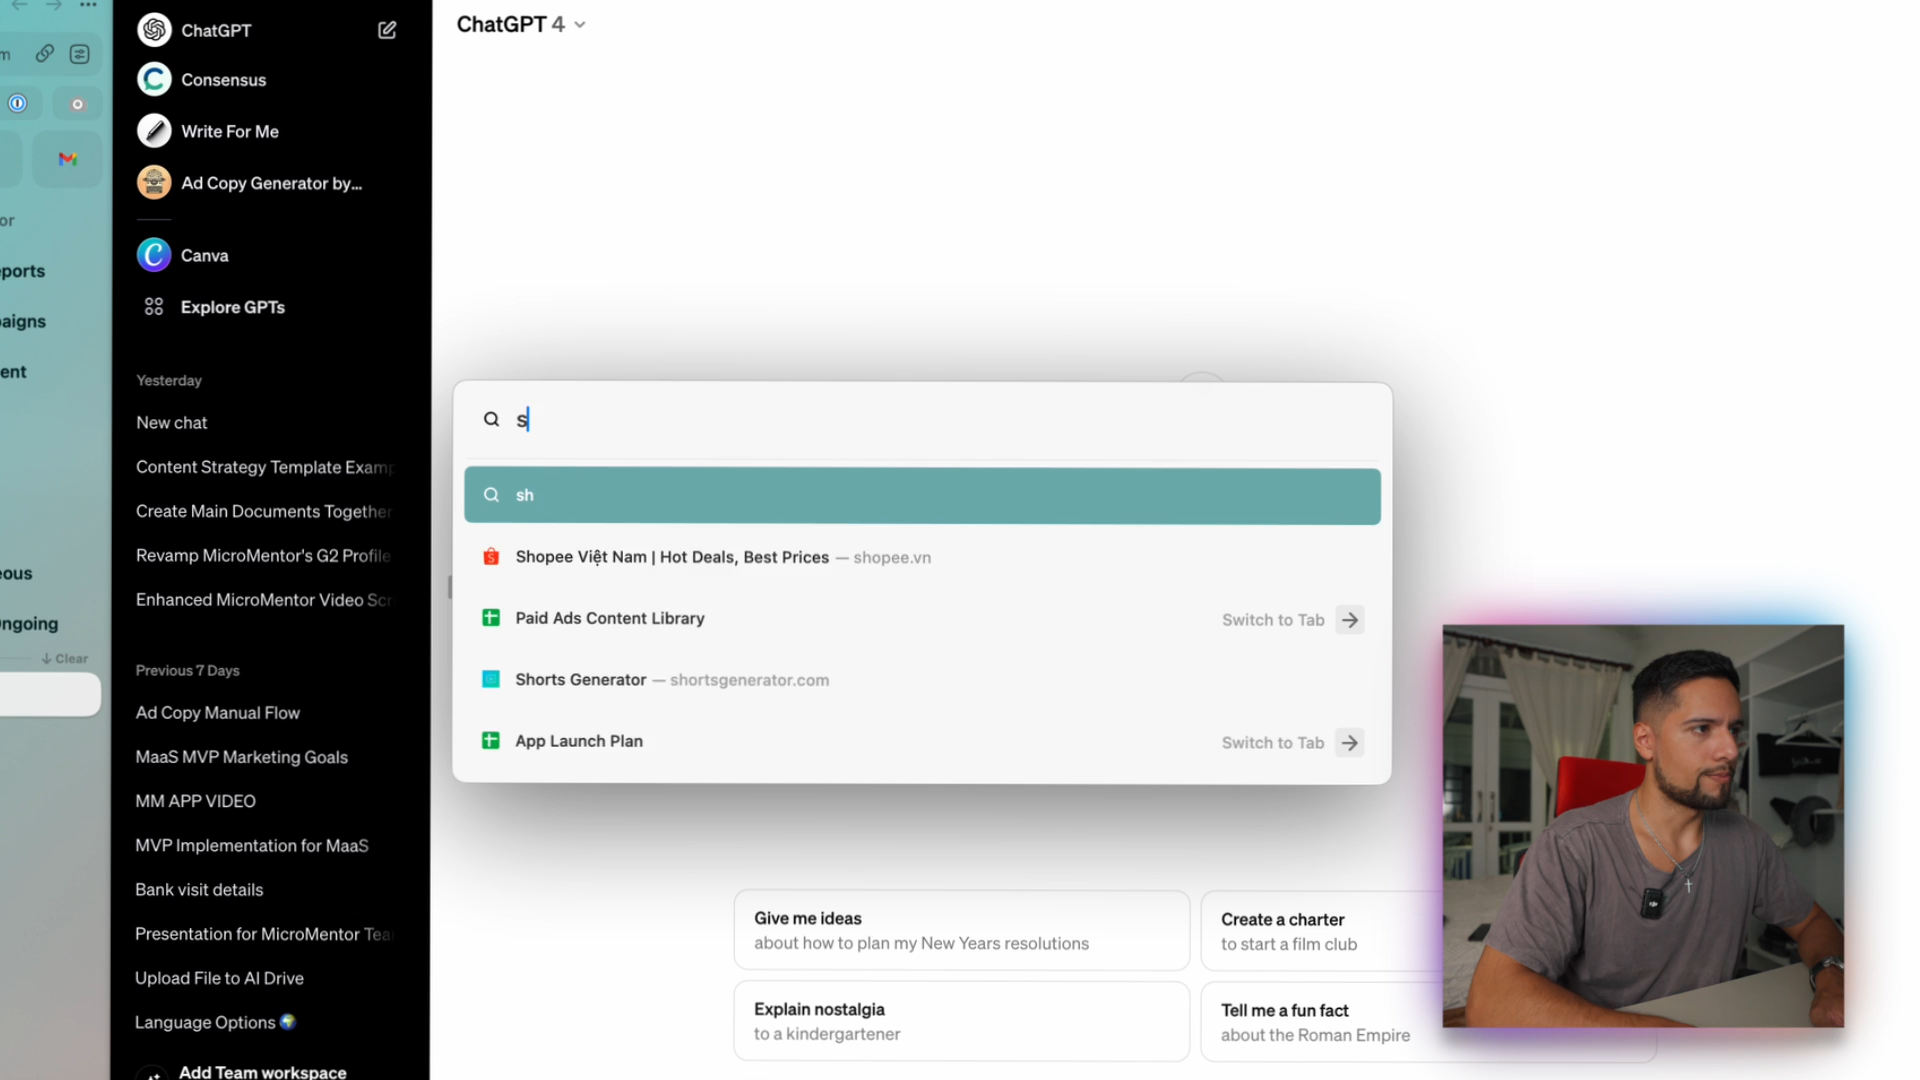 m
or
eports
paigns
ent
eous
Ongoing
Clear
ChatGPT
Consensus
Write For Me
Ad Copy Generator by...
Canva
Explore GPTs
Yesterday
New chat
Content Strategy Template Examp
Create Main Documents Together
Revamp MicroMentor's G2 Profile
Enhanced MicroMentor Video Scr
Previous 7 Days
Ad Copy Manual Flow
MaaS MVP Marketing Goals
MM APP VIDEO
MVP Implementation for MaaS
Bank visit details
Presentation for MicroMentor Tea
Upload File to AI Drive
Language Options
Add Team workspace
ChatGPT 4
s
sh
Shopee Việt Nam | Hot Deals, Best Prices — shopee.vn
Paid Ads Content Library Switch to Tab
Shorts Generator — shortsgenerator.com
App Launch Plan Switch to Tab
Give me ideas
about how to plan my New Years resolutions
Create a charter
to start a film club
Explain nostalgia
to a kindergartener
Tell me a fun fact
about the Roman Empire